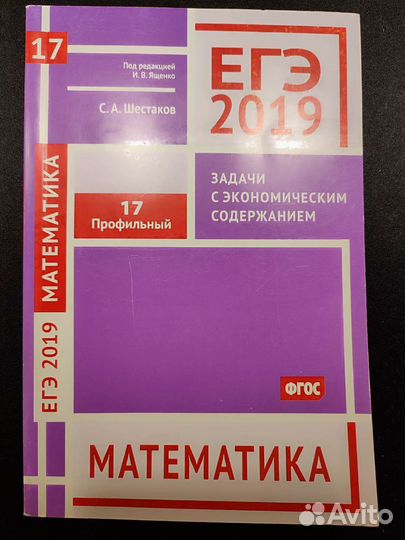 17
Под редакцией
И. В. Ященко
С. А. Шестаков
ЕГЭ
2019
ЗАДАЧИ
С ЭКОНОМИЧЕСКИМ
СОДЕРЖАНИЕМ
17
Профильный
ЕГЭ 2019 МАТЕМАТИКА
ФГОС
МАТЕМАТИКА
Avito